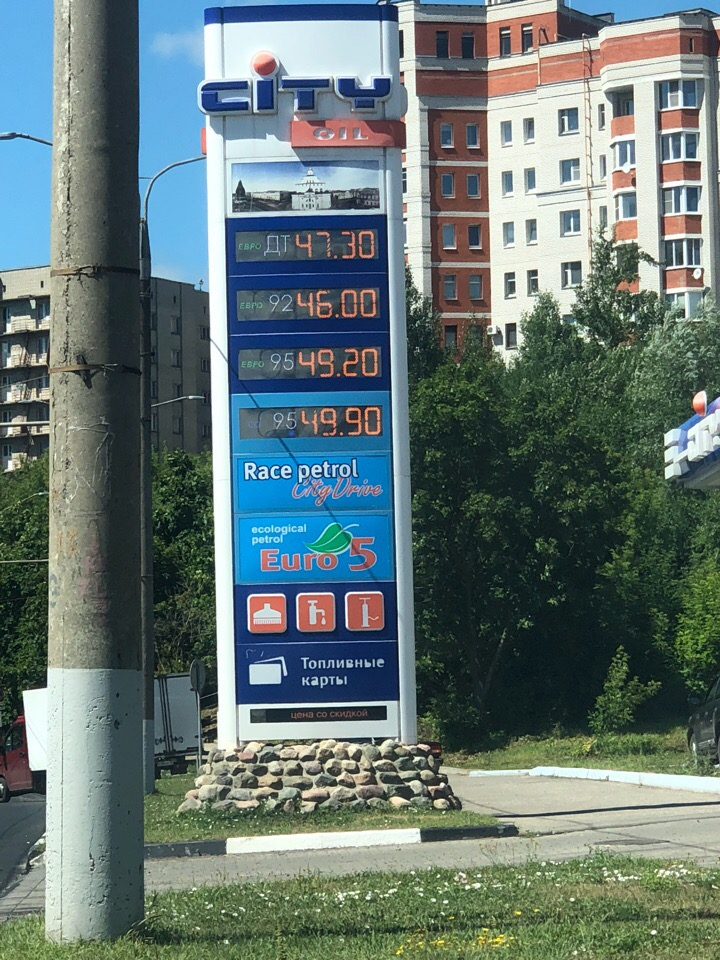 CITY
OIL
ЕВРО ДТ 47.30
ЕВРО 92 46.00
ЕВРО 95 49.20
95 49.90
Race petrol
City Drive
ecological
petrol
Euro 5
Топливные
карты
цена со скидкой